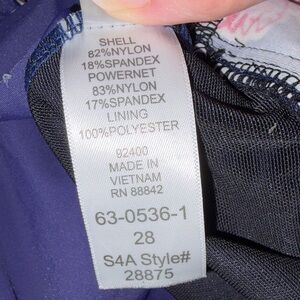 SHELL
82%NYLON
18%SPANDEX
POWERNET
83%NYLON
17%SPANDEX
LINING
100%POLYESTER
92400
MADE IN
VIETNAM
RN 88842
63-0536-1
28
S4A Style#
28875